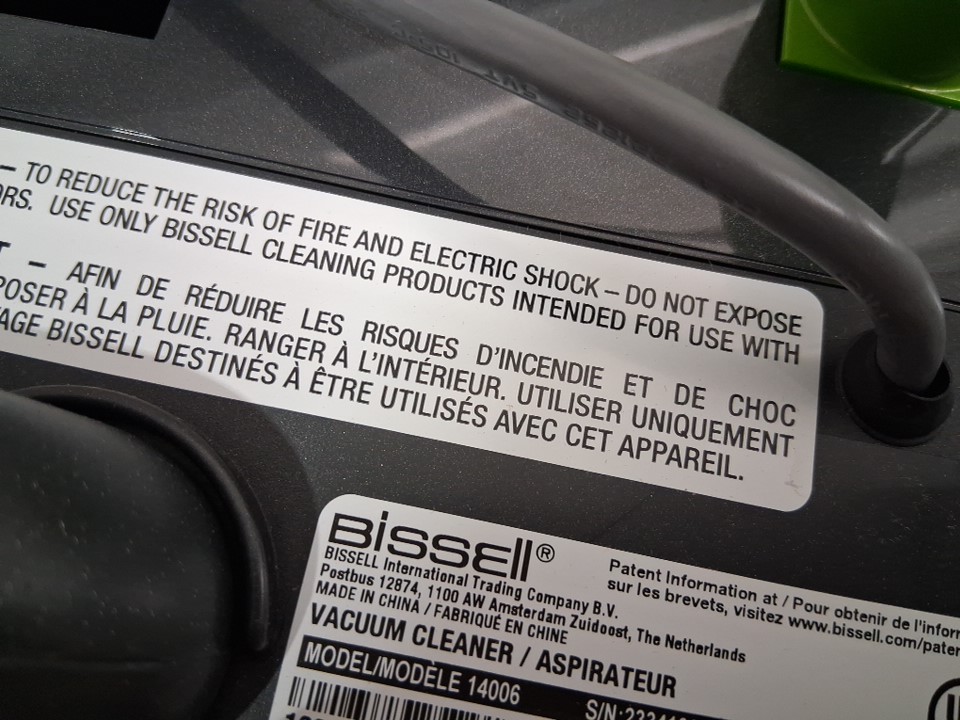 – TO REDUCE THE RISK OF FIRE AND ELECTRIC SHOCK – DO NOT EXPOSE
ORS. USE ONLY BISSELL CLEANING PRODUCTS INTENDED FOR USE WITH
T – AFIN DE RÉDUIRE LES RISQUES D'INCENDIE ET DE CHOC
POSER À LA PLUIE. RANGER À L'INTÉRIEUR. UTILISER UNIQUEMENT
AGE BISSELL DESTINÉS À ÊTRE UTILISÉS AVEC CET APPAREIL.
BISSELL®
BISSELL International Trading Company B.V.
Postbus 12874, 1100 AW Amsterdam Zuidoost, The Netherlands
MADE IN CHINA / FABRIQUÉ EN CHINE
VACUUM CLEANER / ASPIRATEUR
MODEL/MODÈLE 14006
S/N:
Patent Information at / Pour obtenir de l'infor
sur les brevets, visitez www.bissell.com/paten